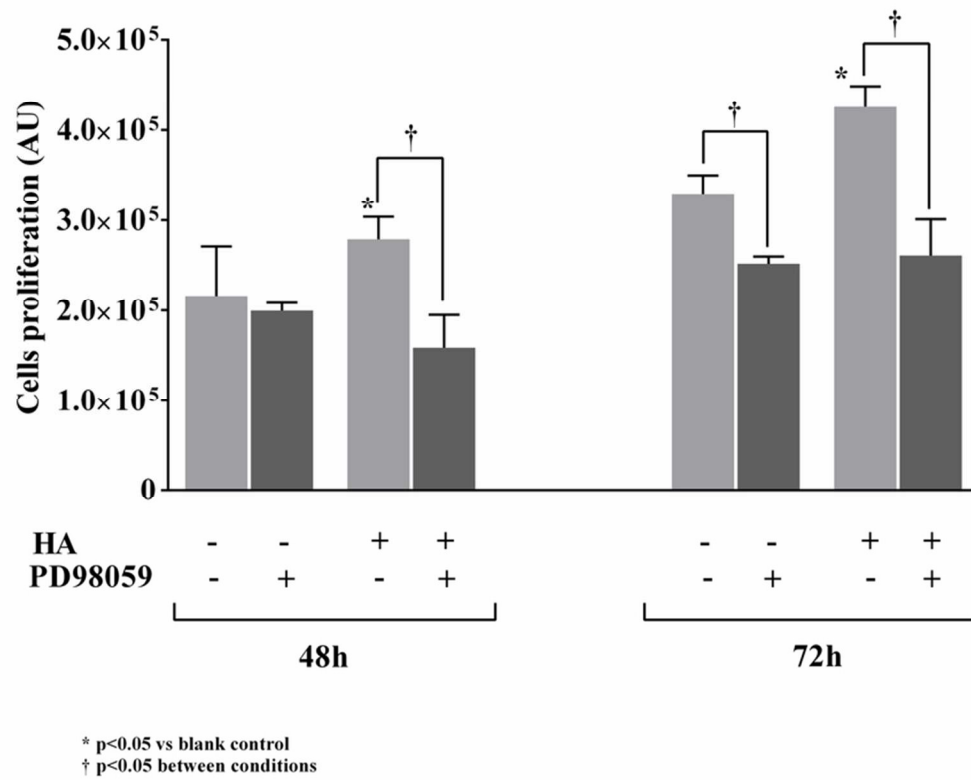 Cells proliferation (AU)
5.0×10⁵
4.0×10⁵
3.0×10⁵
2.0×10⁵
1.0×10⁵
0
†
*
†
†
*
†
HA - - + + - - + +
PD98059 - + - + - + - +
48h 72h
* p<0.05 vs blank control
† p<0.05 between conditions